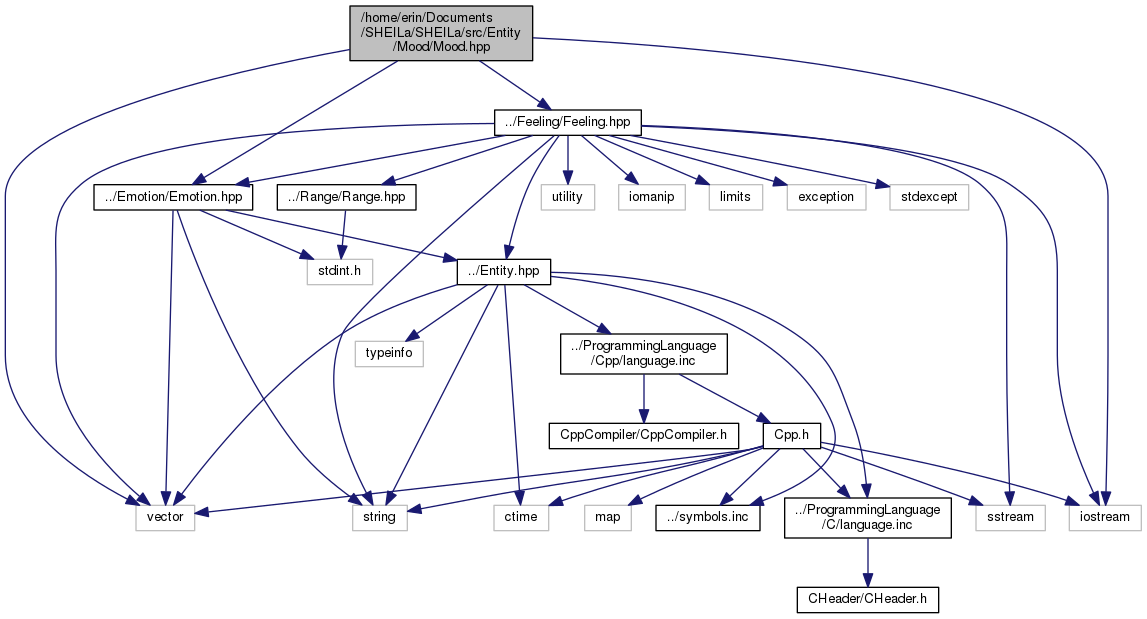 /home/erin/Documents
/SHEILa/SHEILa/src/Entity
/Mood/Mood.hpp
../Feeling/Feeling.hpp
../Emotion/Emotion.hpp
../Range/Range.hpp
utility
iomanip
limits
exception
stdexcept
stdint.h
../Entity.hpp
typeinfo
../ProgrammingLanguage
/Cpp/language.inc
CppCompiler/CppCompiler.h
Cpp.h
vector
string
ctime
map
../symbols.inc
../ProgrammingLanguage
/C/language.inc
sstream
iostream
CHeader/CHeader.h